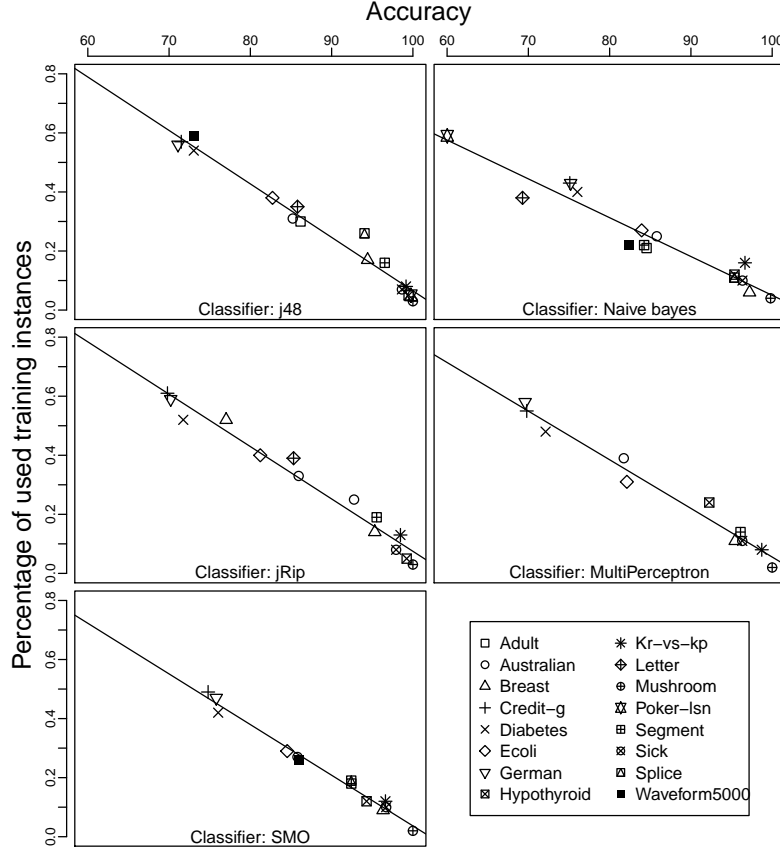 Accuracy
60 70 80 90 100
60 70 80 90 100
Percentage of used training instances
0.0 0.2 0.4 0.6 0.8
Classifier: j48
Classifier: Naive bayes
0.0 0.2 0.4 0.6 0.8
Classifier: jRip
Classifier: MultiPerceptron
0.0 0.2 0.4 0.6 0.8
Classifier: SMO
Adult
Australian
Breast
Credit−g
Diabetes
Ecoli
German
Hypothyroid
Kr−vs−kp
Letter
Mushroom
Poker−lsn
Segment
Sick
Splice
Waveform5000